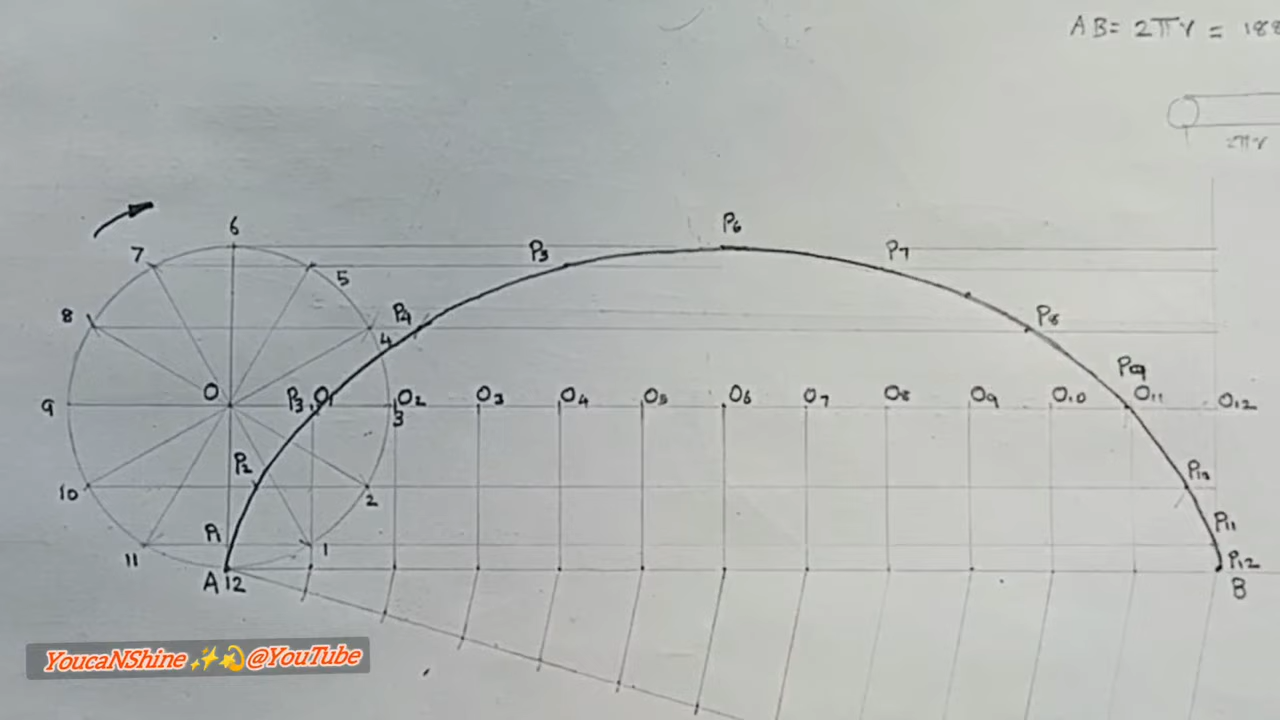 AB = 2πr = 188
2πr
6
P6
7
P3
P7
5
8
P4
P8
4
P9
O
P3
O1
O2
O3
O4
O5
O6
O7
O8
O9
O10
O11
O12
9
3
P2
10
2
P10
P1
P11
11
1
P12
A 12
B
YoucaNShine✨💫@YouTube